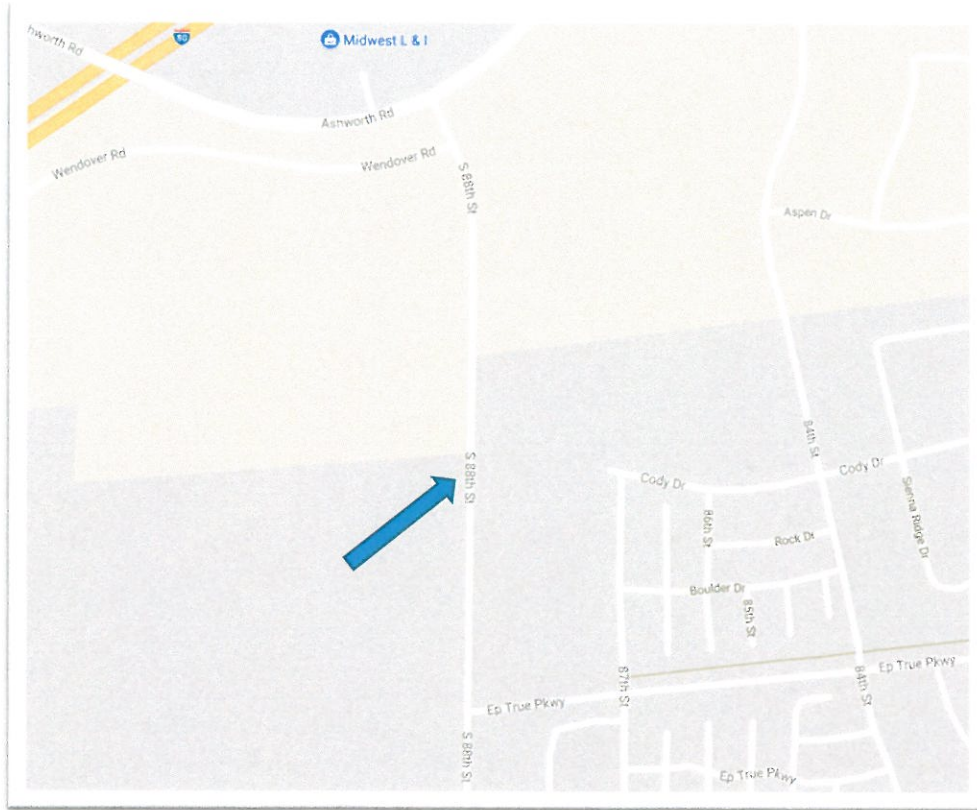 hworth Rd
80
Midwest L & I
Ashworth Rd
Wendover Rd
Wendover Rd
S 88th St
Aspen Dr
84th St
S 88th St
Cody Dr
Cody Dr
Sienna Ridge Dr
86th St
Rock Dr
Boulder Dr
85th St
Ep True Pkwy
87th St
84th St
Ep True Pkwy
S 88th St
Ep True Pkwy